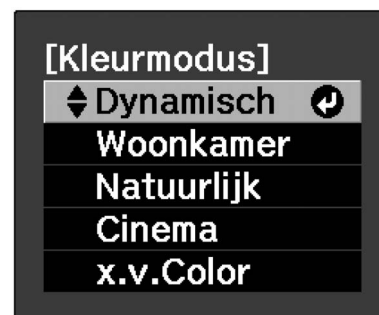 [Kleurmodus]
Dynamisch
Woonkamer
Natuurlijk
Cinema
x.v.Color